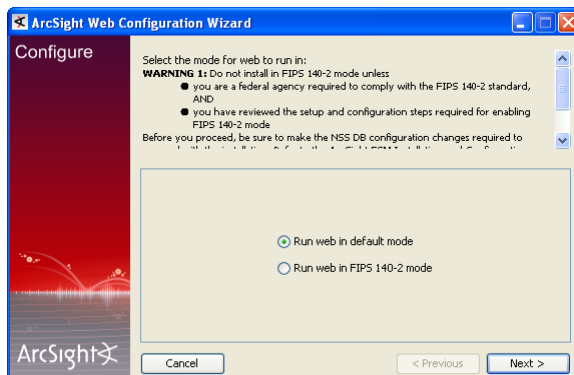 ArcSight Web Configuration Wizard
Configure
Select the mode for web to run in:
WARNING 1: Do not install in FIPS 140-2 mode unless
● you are a federal agency required to comply with the FIPS 140-2 standard,
AND
● you have reviewed the setup and configuration steps required for enabling
FIPS 140-2 mode
Before you proceed, be sure to make the NSS DB configuration changes required to
Run web in default mode
Run web in FIPS 140-2 mode
ArcSight
Cancel
< Previous
Next >